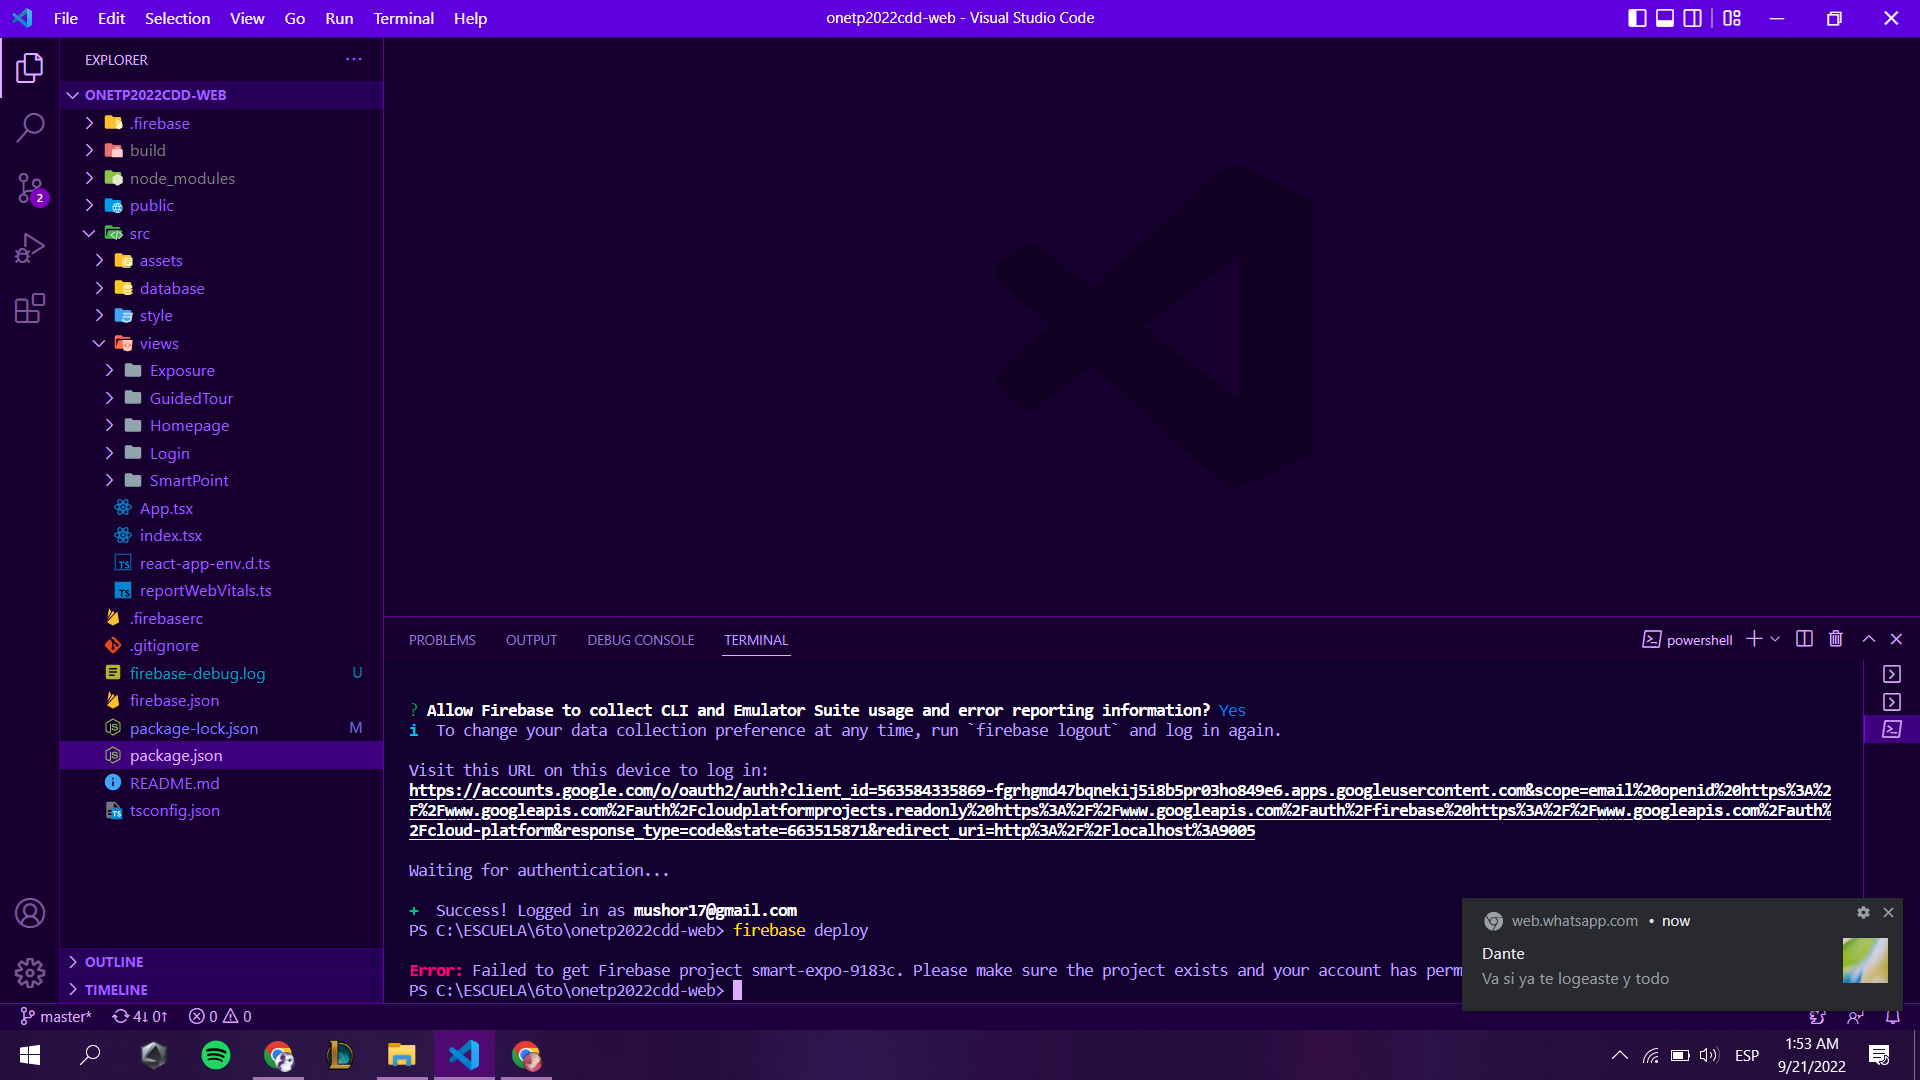 File Edit Selection View Go Run Terminal Help
onetp2022cdd-web - Visual Studio Code
EXPLORER
ONETP2022CDD-WEB
.firebase
build
node_modules
public
src
assets
database
style
views
Exposure
GuidedTour
Homepage
Login
SmartPoint
App.tsx
index.tsx
react-app-env.d.ts
reportWebVitals.ts
.firebaserc
.gitignore
firebase-debug.log U
firebase.json
package-lock.json M
package.json
README.md
tsconfig.json
OUTLINE
TIMELINE
2
PROBLEMS OUTPUT DEBUG CONSOLE TERMINAL
powershell
? Allow Firebase to collect CLI and Emulator Suite usage and error reporting information? Yes
i To change your data collection preference at any time, run `firebase logout` and log in again.
Visit this URL on this device to log in:
https://accounts.google.com/o/oauth2/auth?client_id=563584335869-fgrhgmd47bqnekij5i8b5pr03ho849e6.apps.googleusercontent.com&scope=email%20openid%20https%3A%2
F%2Fwww.googleapis.com%2Fauth%2Fcloudplatformprojects.readonly%20https%3A%2F%2Fwww.googleapis.com%2Fauth%2Ffirebase%20https%3A%2F%2Fwww.googleapis.com%2Fauth%
2Fcloud-platform&response_type=code&state=663515871&redirect_uri=http%3A%2F%2Flocalhost%3A9005
Waiting for authentication...
+ Success! Logged in as mushor17@gmail.com
PS C:\ESCUELA\6to\onetp2022cdd-web> firebase deploy
Error: Failed to get Firebase project smart-expo-9183c. Please make sure the project exists and your account has perm
PS C:\ESCUELA\6to\onetp2022cdd-web>
web.whatsapp.com • now
Dante
Va si ya te logeaste y todo
master* 4↓ 0↑ 0 0
ESP
1:53 AM
9/21/2022